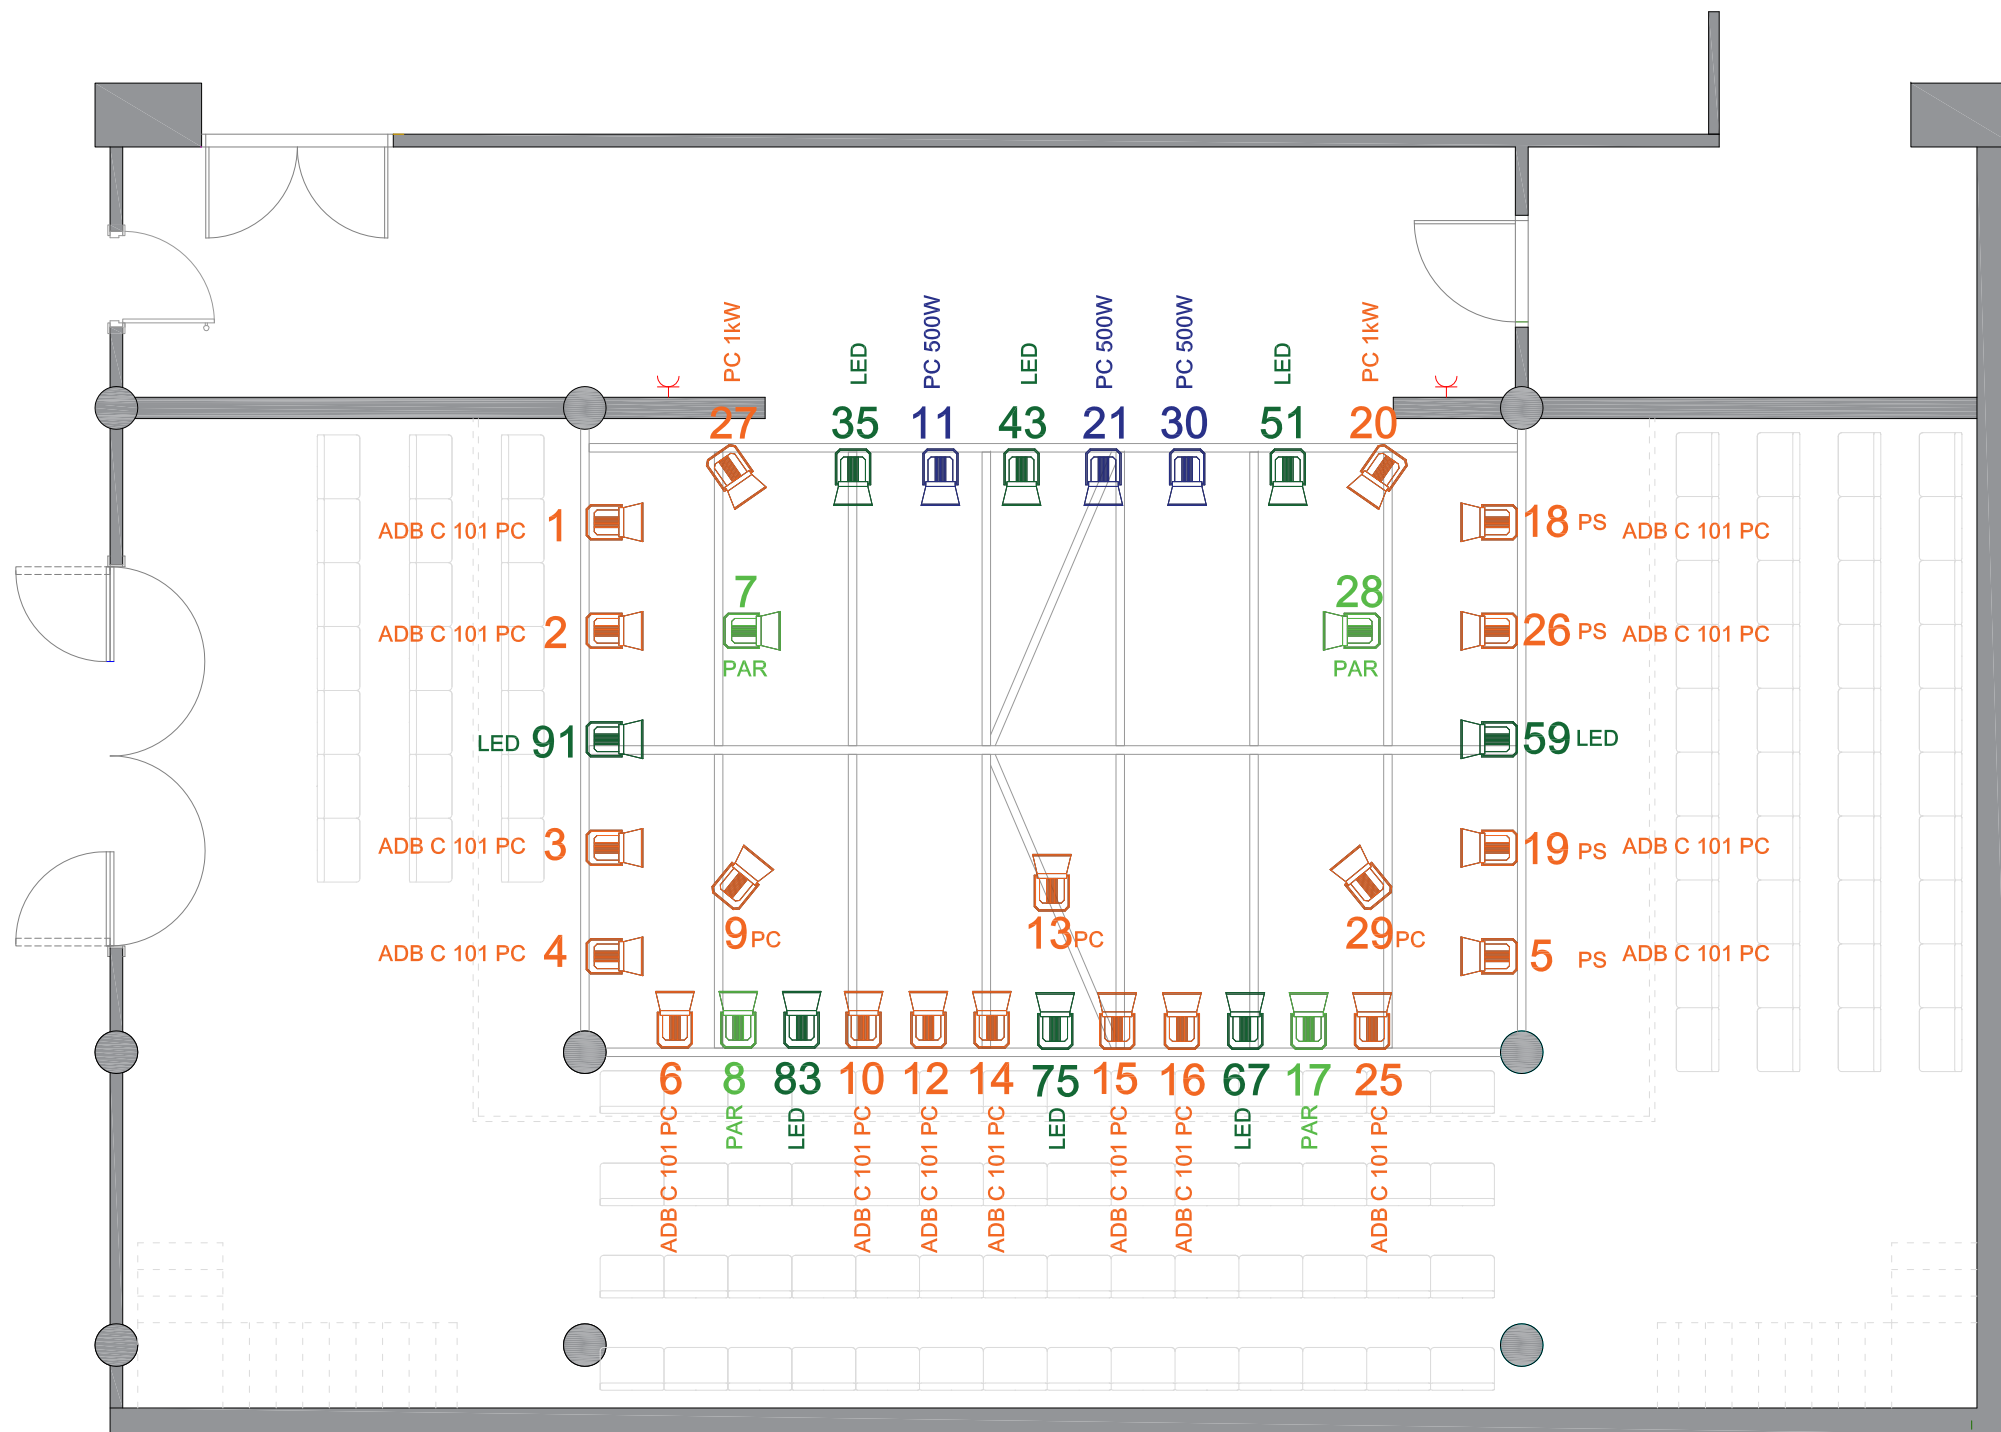 PC 1kW
LED
PC 500W
LED
PC 500W
PC 500W
LED
PC 1kW
27
35
11
43
21
30
51
20
ADB C 101 PC 1
18 PS ADB C 101 PC
7
PAR
28
PAR
ADB C 101 PC 2
26 PS ADB C 101 PC
LED 91
59 LED
ADB C 101 PC 3
19 PS ADB C 101 PC
9 PC
13 PC
29 PC
ADB C 101 PC 4
5 PS ADB C 101 PC
6
8
83
10
12
14
75
15
16
67
17
25
ADB C 101 PC
PAR
LED
ADB C 101 PC
ADB C 101 PC
ADB C 101 PC
LED
ADB C 101 PC
ADB C 101 PC
LED
PAR
ADB C 101 PC